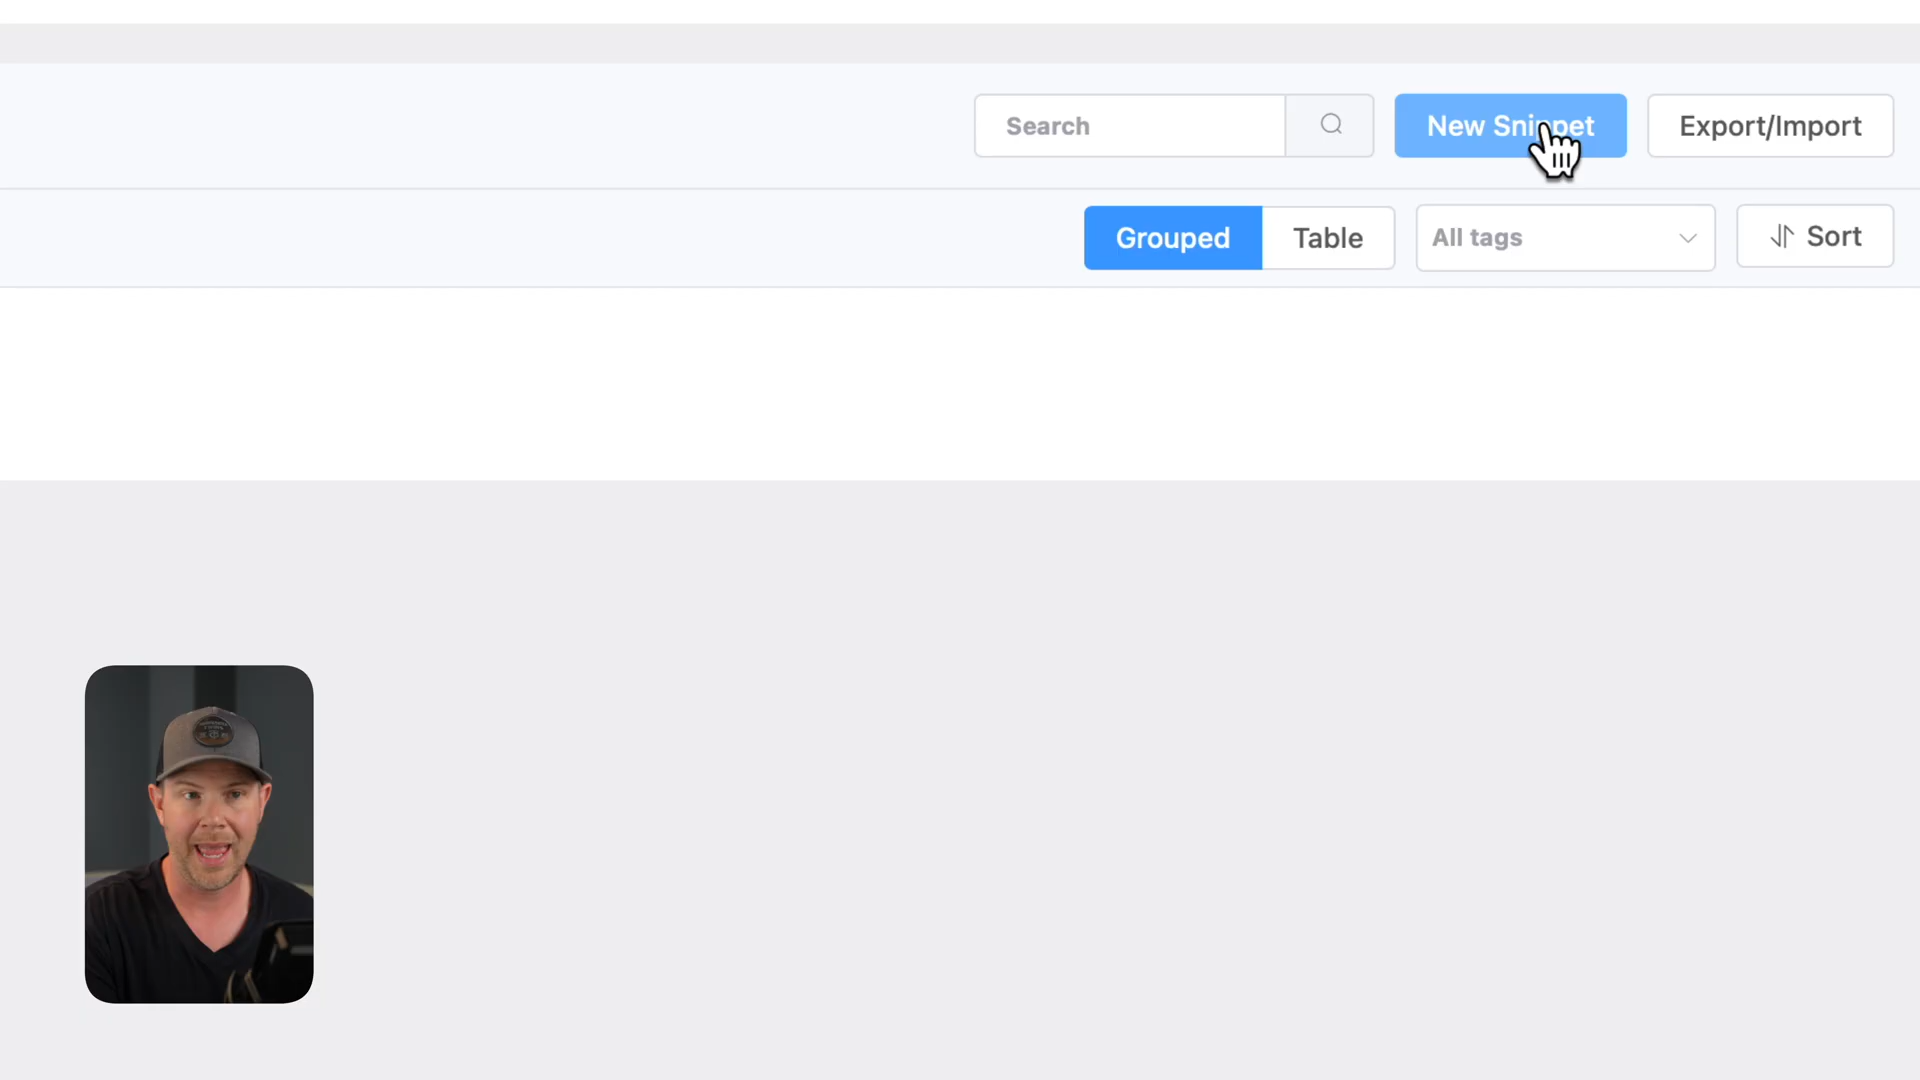 Search
New Snippet
Export/Import
Grouped
Table
All tags
Sort